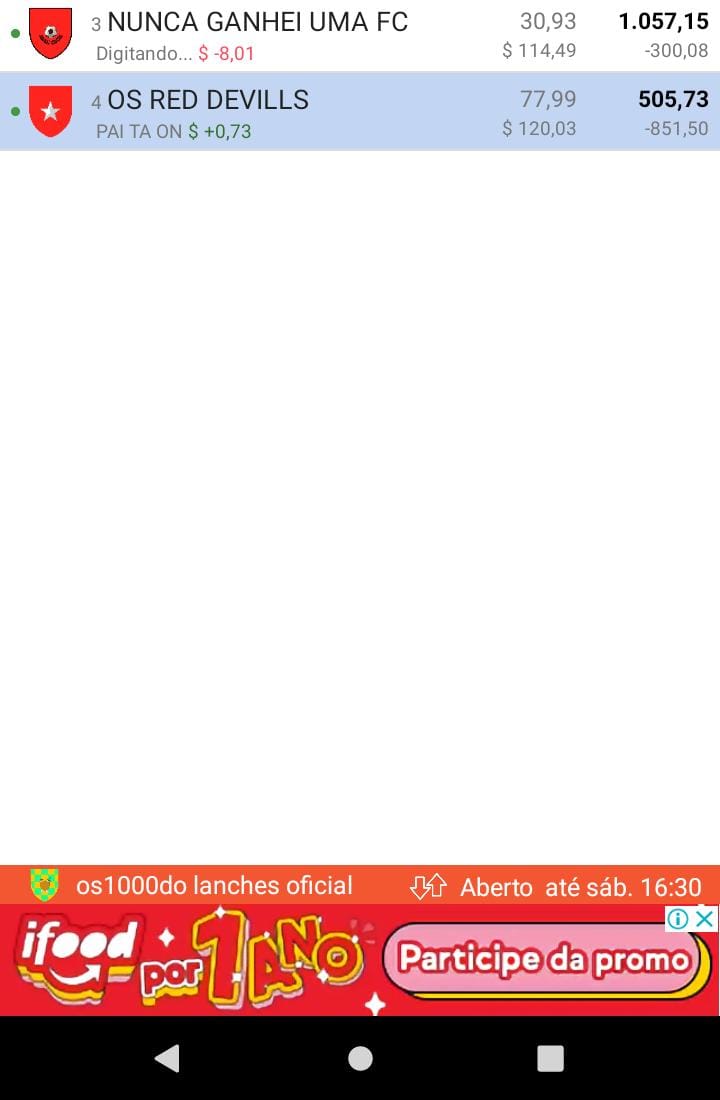 3 NUNCA GANHEI UMA FC 30,93 1.057,15
Digitando... $ -8,01 $ 114,49 -300,08
4 OS RED DEVILLS 77,99 505,73
PAI TA ON $ +0,73 $ 120,03 -851,50
os1000do lanches oficial Aberto até sáb. 16:30
ifood por 1 ANO Participe da promo